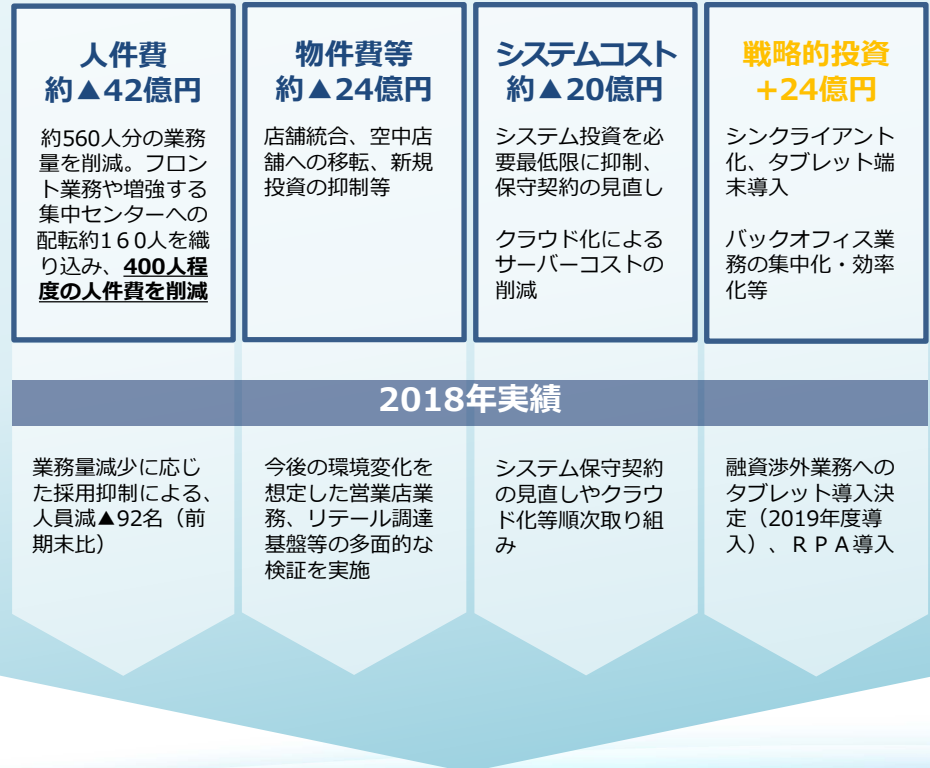 人件費
約▲42億円
約560人分の業務
量を削減。フロン
ト業務や増強する
集中センターへの
配転約1６0人を織
り込み、400人程
度の人件費を削減
物件費等
約▲24億円
店舗統合、空中店
舗への移転、新規
投資の抑制等
システムコスト
約▲20億円
システム投資を必
要最低限に抑制、
保守契約の見直し
クラウド化による
サーバーコストの
削減
戦略的投資
+24億円
シンクライアント
化、タブレット端
末導入
バックオフィス業
務の集中化・効率
化等
2018年実績
業務量減少に応じ
た採用抑制による、
人員減▲92名（前
期末比）
今後の環境変化を
想定した営業店業
務、リテール調達
基盤等の多面的な
検証を実施
システム保守契約
の見直しやクラウ
ド化等順次取り組
み
融資渉外業務への
タブレット導入決
定（2019年度導
入）、ＲＰＡ導入